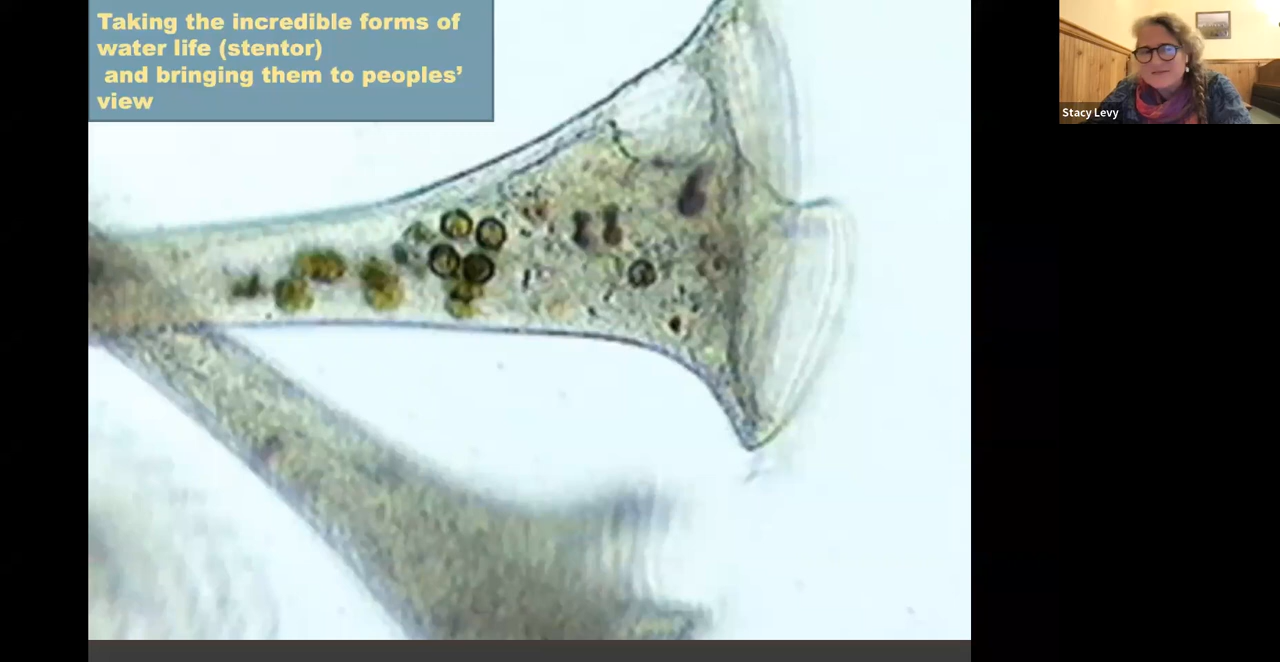 Taking the incredible forms of
water life (stentor)
and bringing them to peoples’
view
Stacy Levy